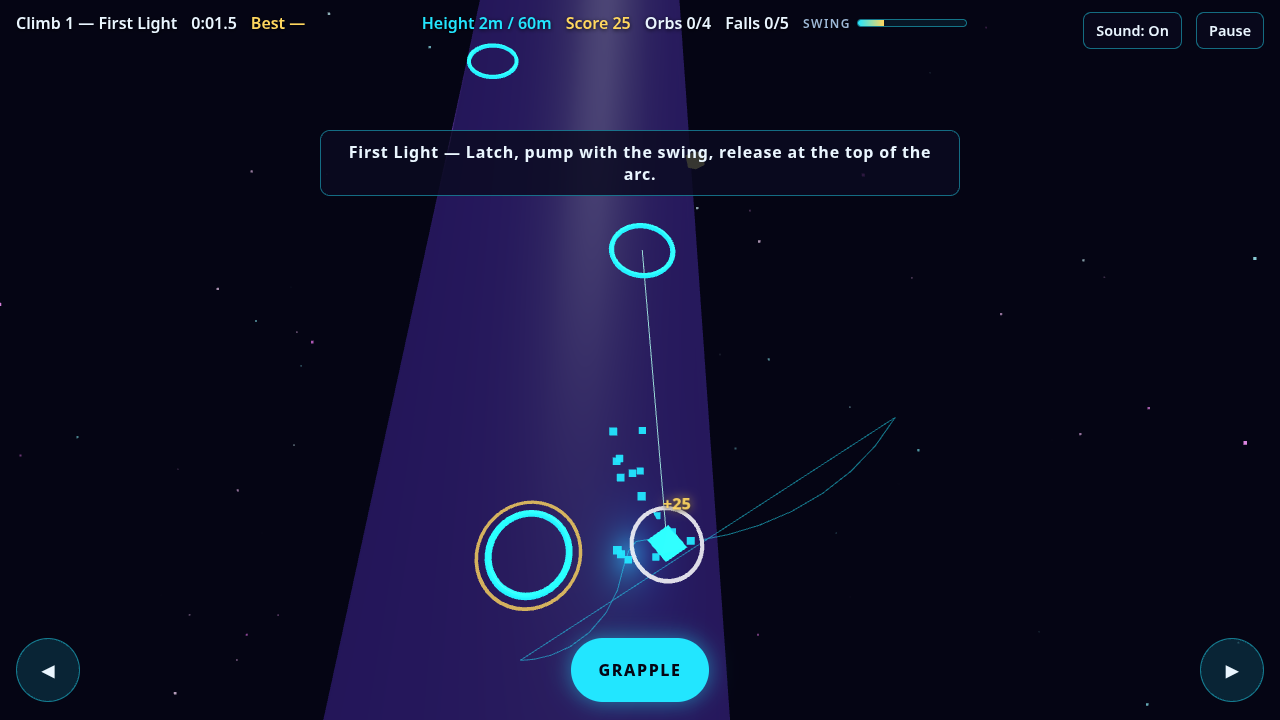 Climb 1 — First Light 0:01.5 Best — Height 2m / 60m Score 25 Orbs 0/4 Falls 0/5 SWING Sound: On Pause
First Light — Latch, pump with the swing, release at the top of the
arc.
+25
GRAPPLE